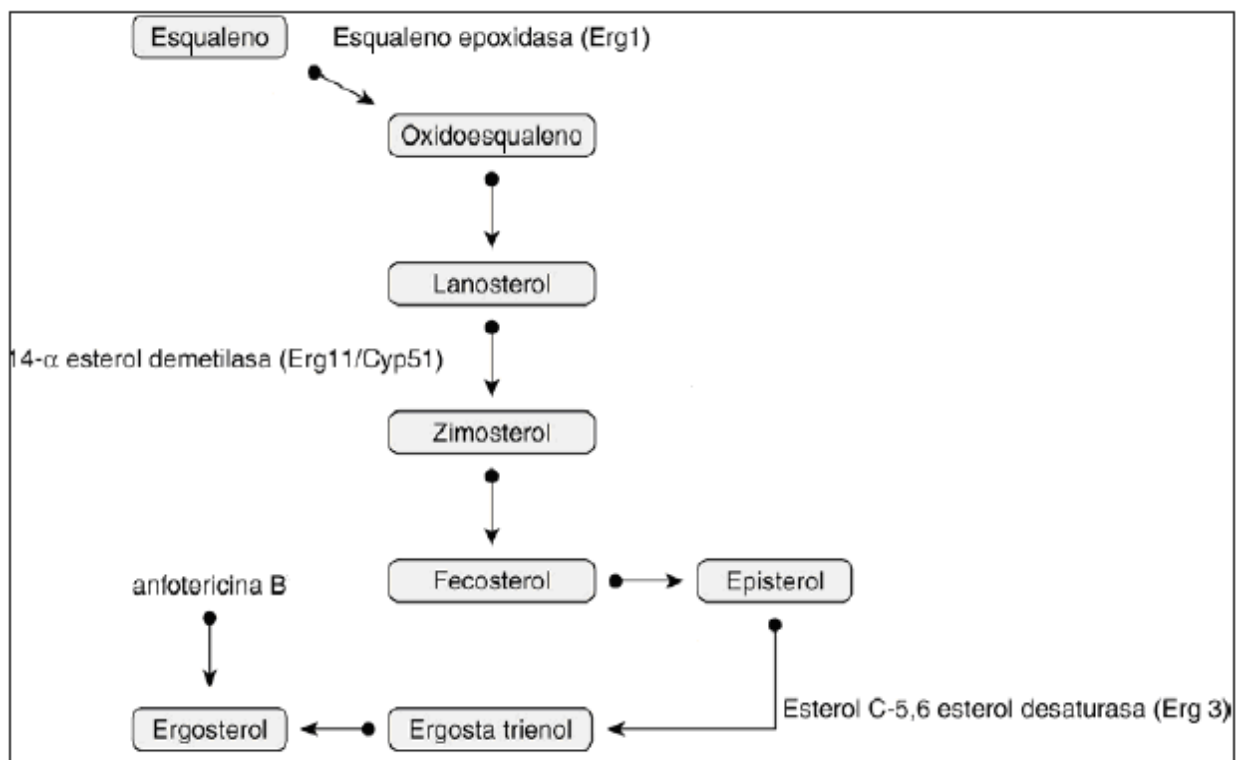 Esqualeno
Esqualeno epoxidasa (Erg1)
Oxidoesqualeno
Lanosterol
14-α esterol demetilasa (Erg11/Cyp51)
Zimosterol
anfotericina B
Fecosterol
Episterol
Esterol C-5,6 esterol desaturasa (Erg 3)
Ergosterol
Ergosta trienol